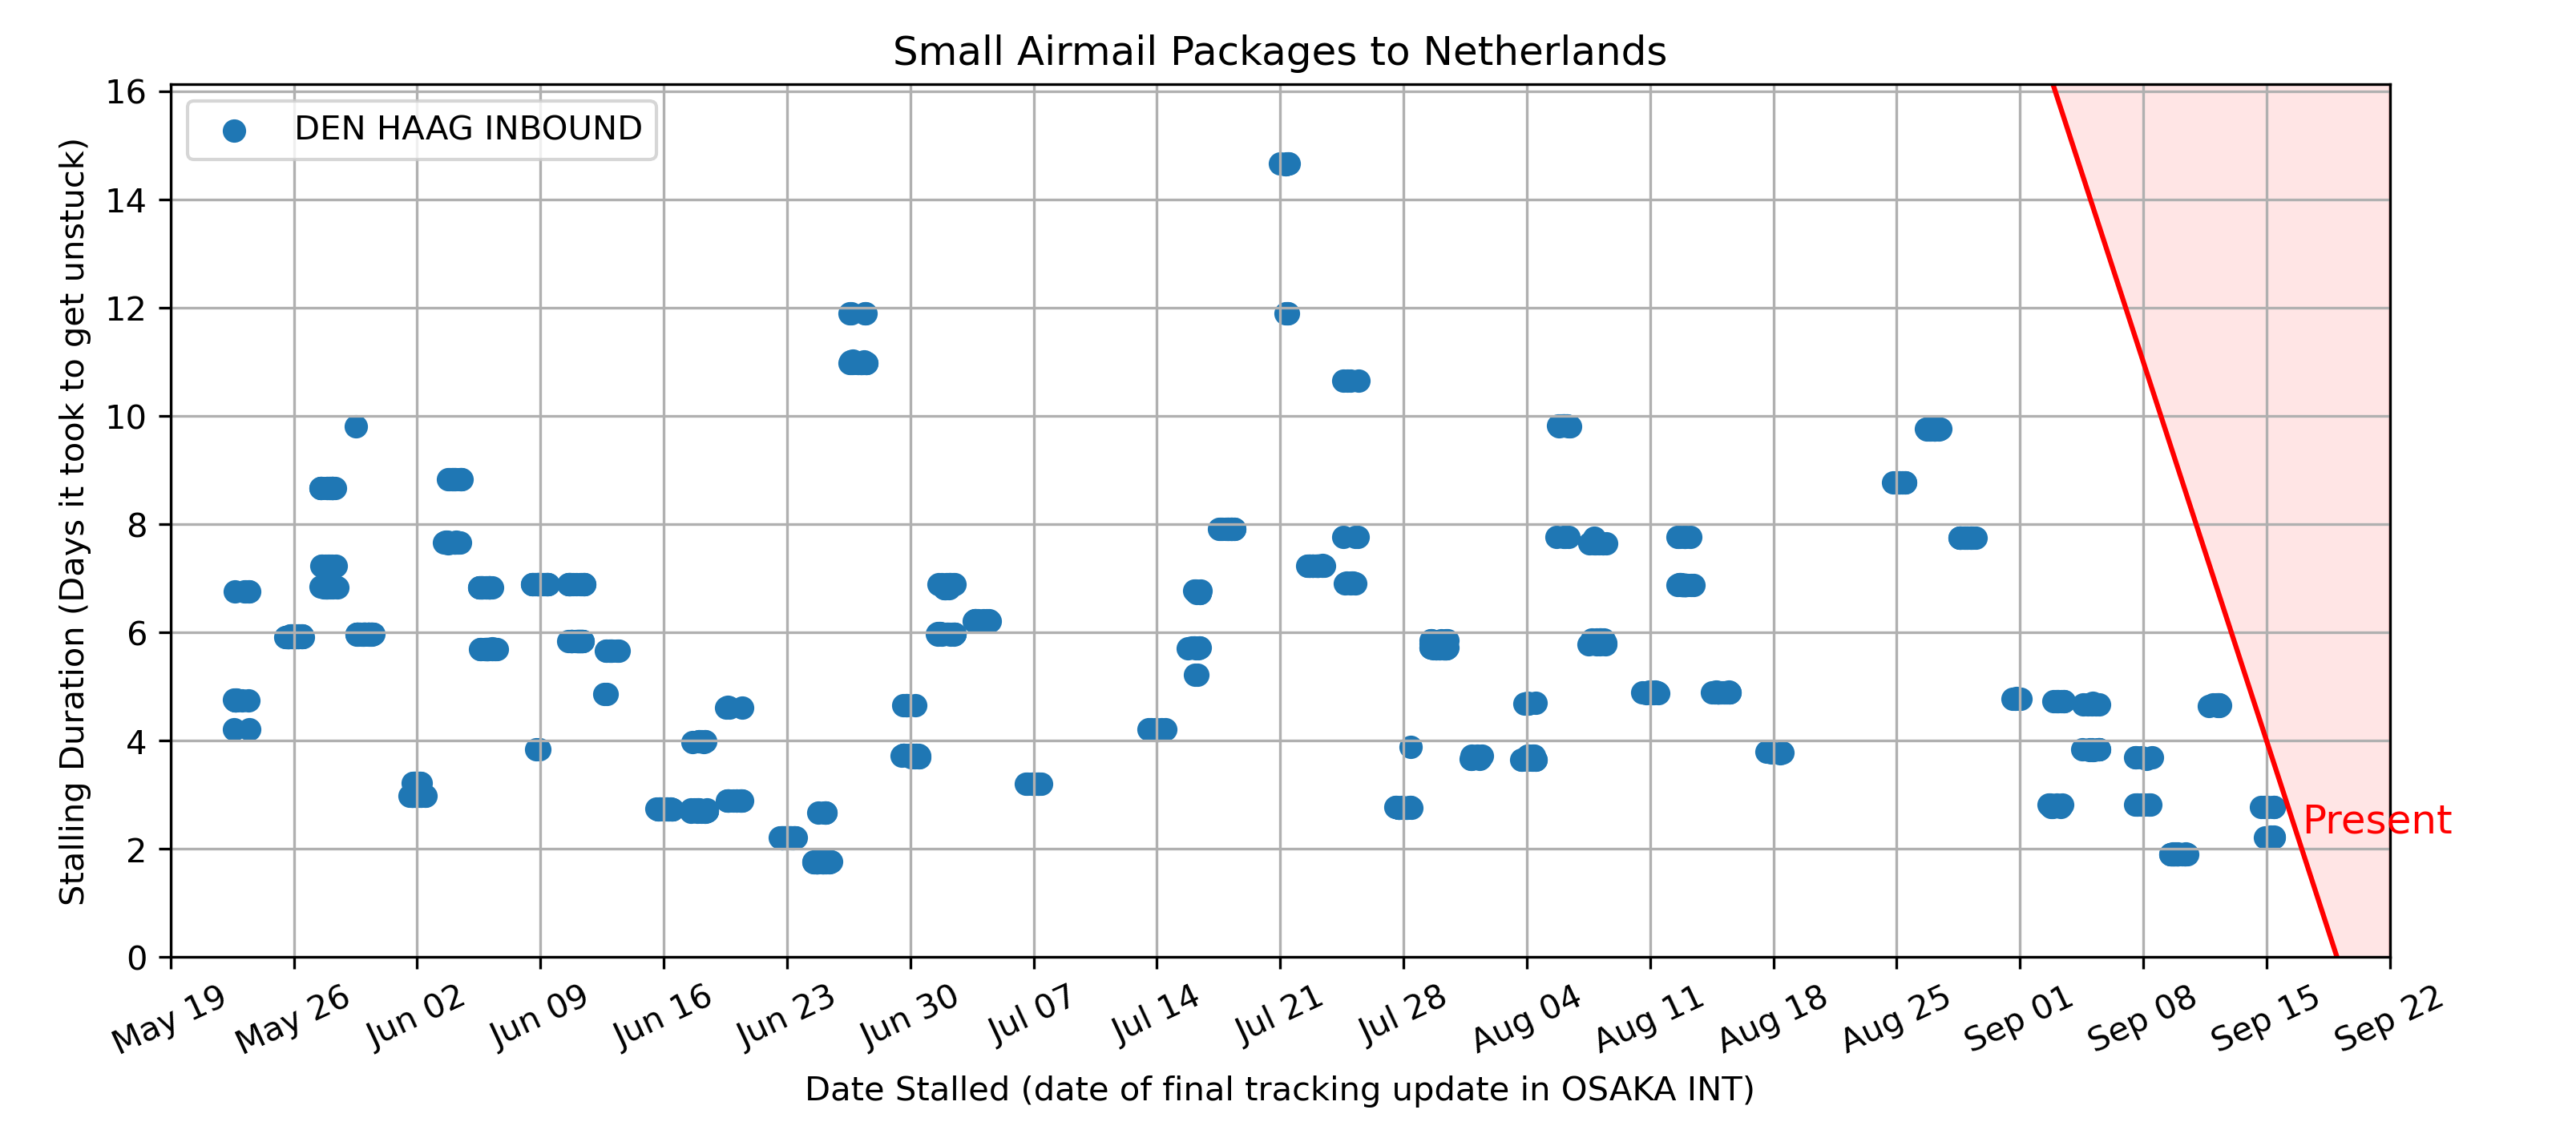 Small Airmail Packages to Netherlands
DEN HAAG INBOUND
Stalling Duration (Days it took to get unstuck)
16
14
12
10
8
6
4
2
0
Present
May 19
May 26
Jun 02
Jun 09
Jun 16
Jun 23
Jun 30
Jul 07
Jul 14
Jul 21
Jul 28
Aug 04
Aug 11
Aug 18
Aug 25
Sep 01
Sep 08
Sep 15
Sep 22
Date Stalled (date of final tracking update in OSAKA INT)